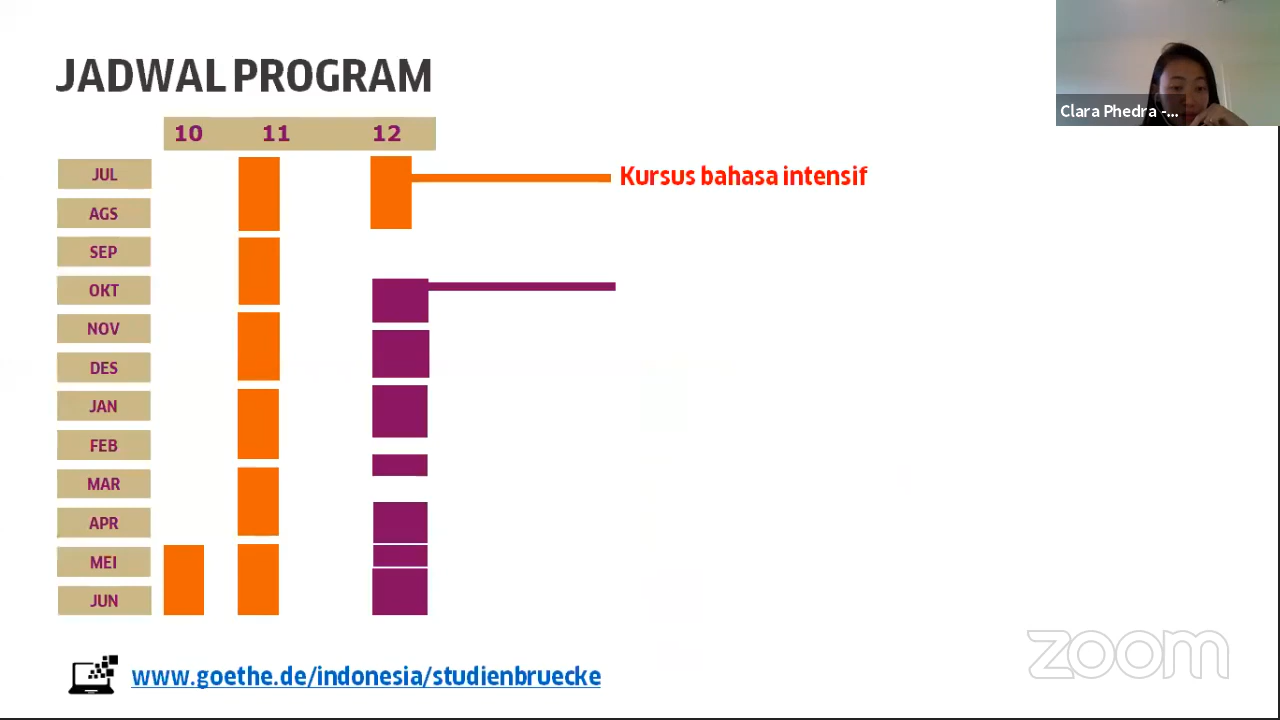 JADWAL PROGRAM
Clara Phedra -...
10 11 12
JUL
Kursus bahasa intensif
AGS
SEP
OKT
NOV
DES
JAN
FEB
MAR
APR
MEI
JUN
www.goethe.de/indonesia/studienbruecke
zoom